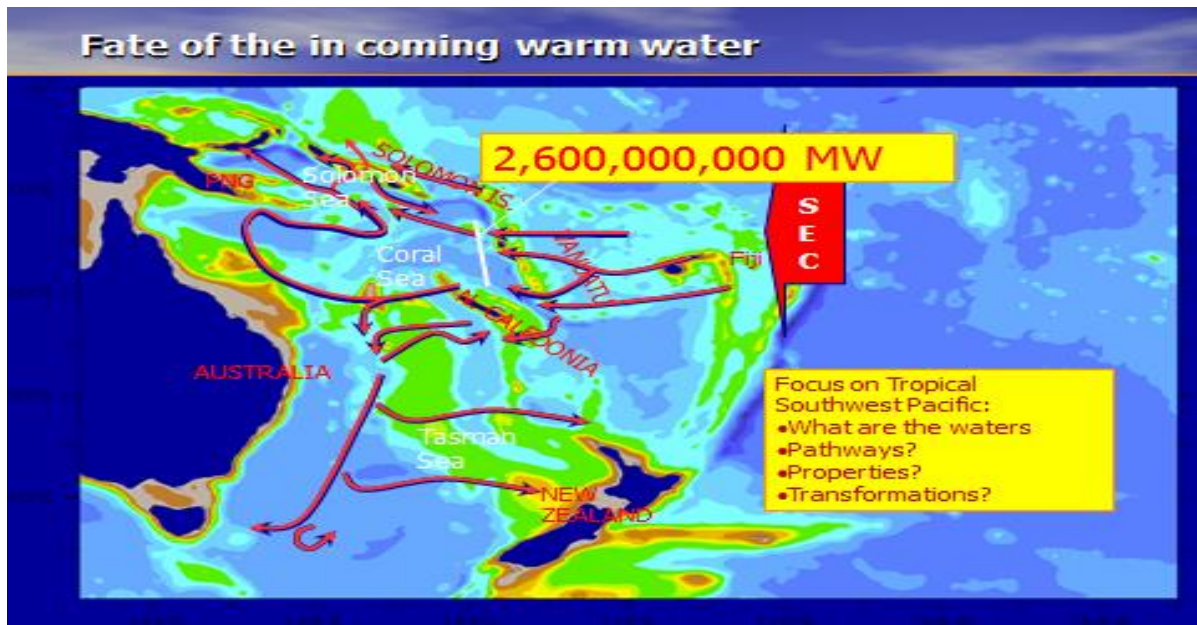 Fate of the in coming warm water
2,600,000,000 MW
SOLOMON IS.
PNG
Solomon
Sea
S
E
C
Coral
Sea
VANUATU
Fiji
N. CALEDONIA
AUSTRALIA
Focus on Tropical
Southwest Pacific:
•What are the waters
•Pathways?
•Properties?
•Transformations?
Tasman
Sea
NEW
ZEALAND